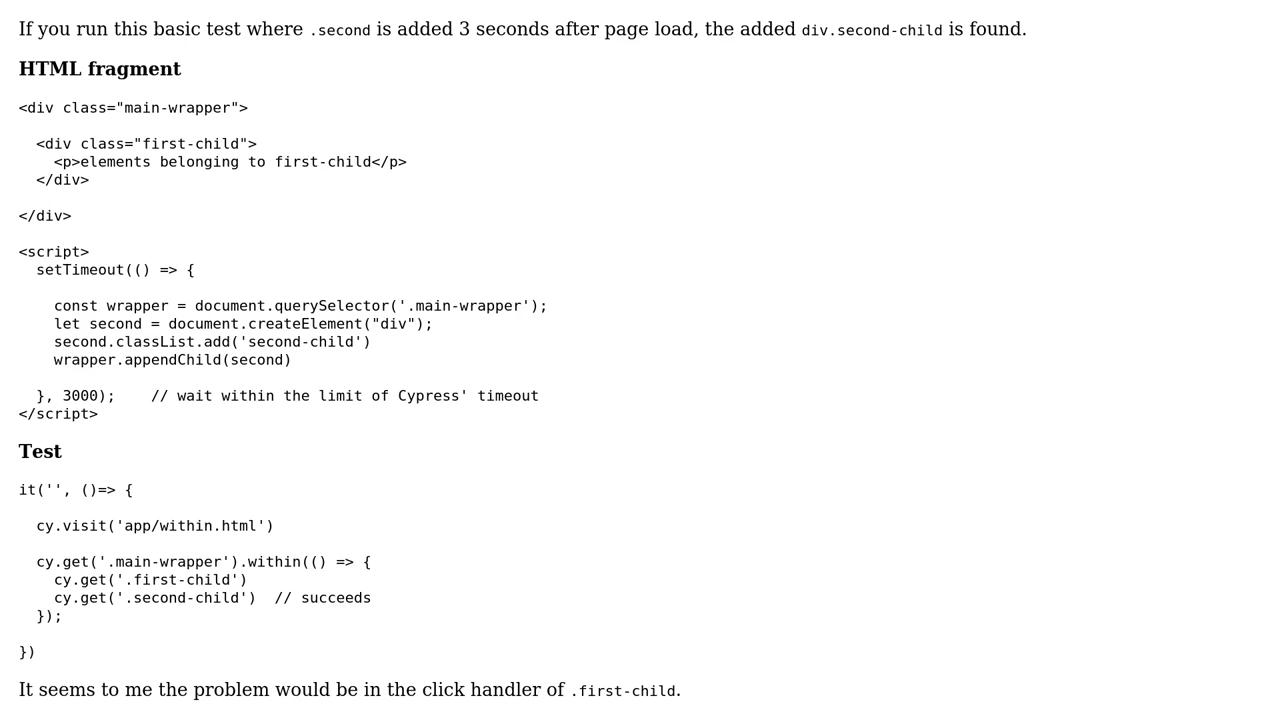 If you run this basic test where .second is added 3 seconds after page load, the added div.second-child is found.
HTML fragment
<div class="main-wrapper">
  <div class="first-child">
    <p>elements belonging to first-child</p>
  </div>
</div>
<script>
  setTimeout(() => {
    const wrapper = document.querySelector('.main-wrapper');
    let second = document.createElement("div");
    second.classList.add('second-child')
    wrapper.appendChild(second)
  }, 3000);    // wait within the limit of Cypress' timeout
</script>
Test
it('', ()=> {
  cy.visit('app/within.html')
  cy.get('.main-wrapper').within(() => {
    cy.get('.first-child')
    cy.get('.second-child')  // succeeds
  });
})
It seems to me the problem would be in the click handler of .first-child.